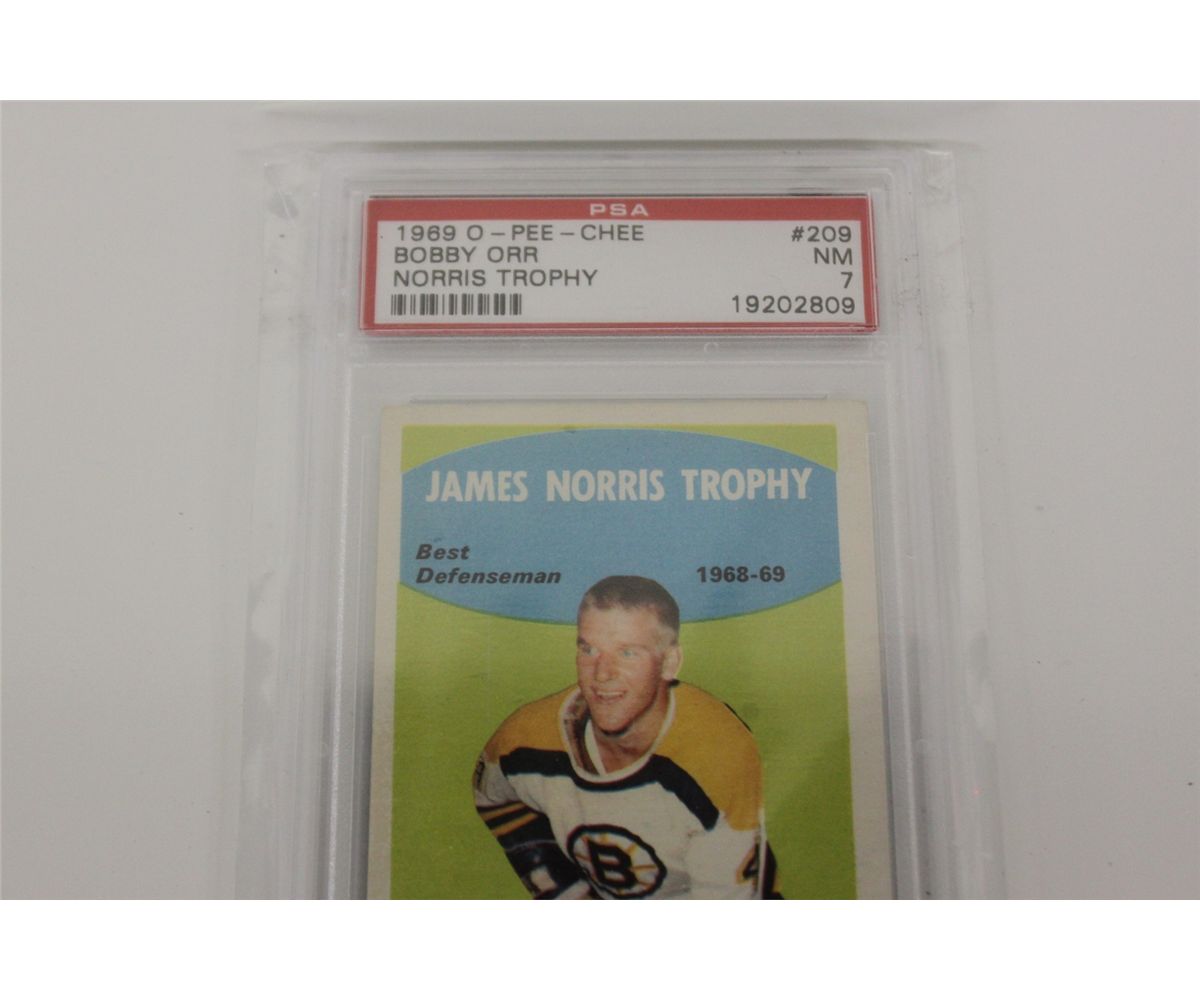 PSA
1969 O-PEE-CHEE #209
BOBBY ORR NM
NORRIS TROPHY 7
19202809
JAMES NORRIS TROPHY
Best
Defenseman 1968-69
B
4